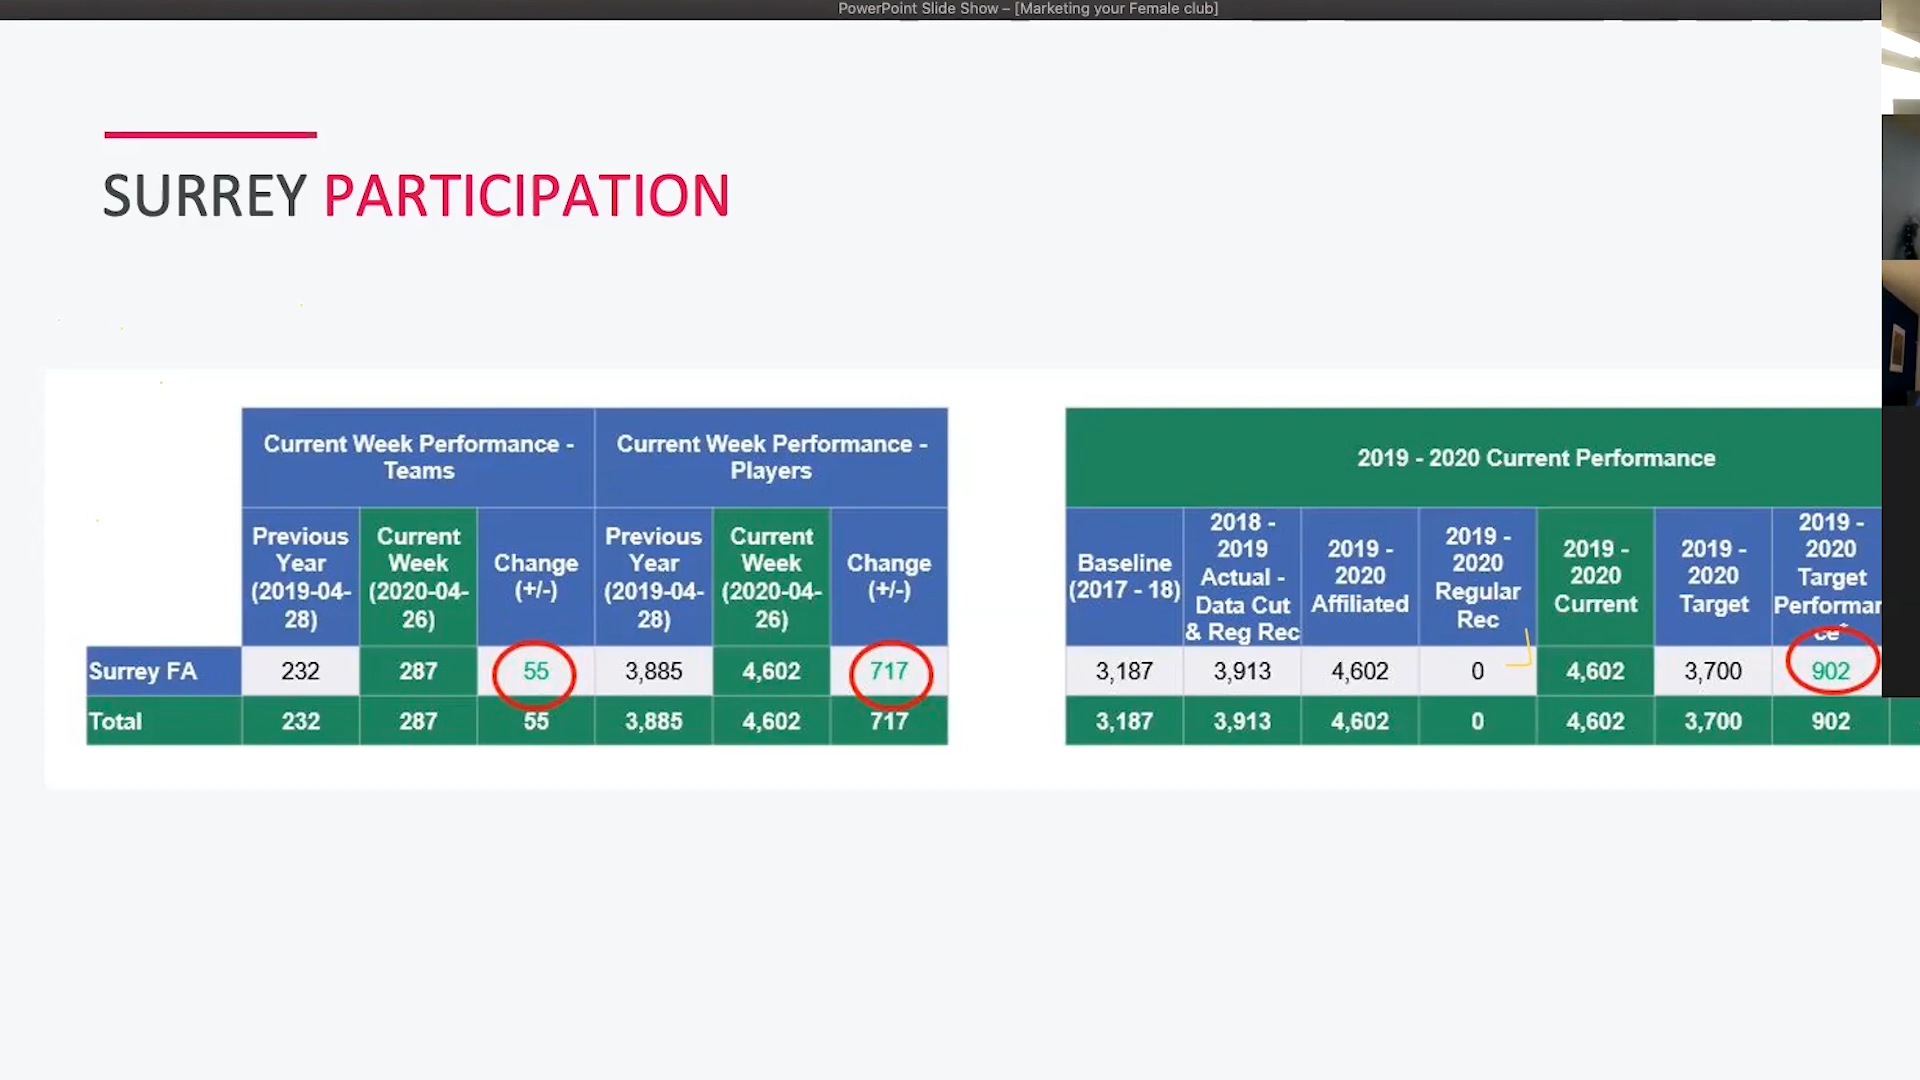 PowerPoint Slide Show – [Marketing your Female club]
SURREY PARTICIPATION
Current Week Performance -
Teams
Current Week Performance -
Players
Previous
Year
(2019-04-
28)
Current
Week
(2020-04-
26)
Change
(+/-)
Previous
Year
(2019-04-
28)
Current
Week
(2020-04-
26)
Change
(+/-)
Surrey FA 232 287 55 3,885 4,602 717
Total 232 287 55 3,885 4,602 717
2019 - 2020 Current Performance
Baseline
(2017 - 18)
2018 -
2019
Actual -
Data Cut
& Reg Rec
2019 -
2020
Affiliated
2019 -
2020
Regular
Rec
2019 -
2020
Current
2019 -
2020
Target
2019 -
2020
Target
Performan
ce*
3,187 3,913 4,602 0 4,602 3,700 902
3,187 3,913 4,602 0 4,602 3,700 902